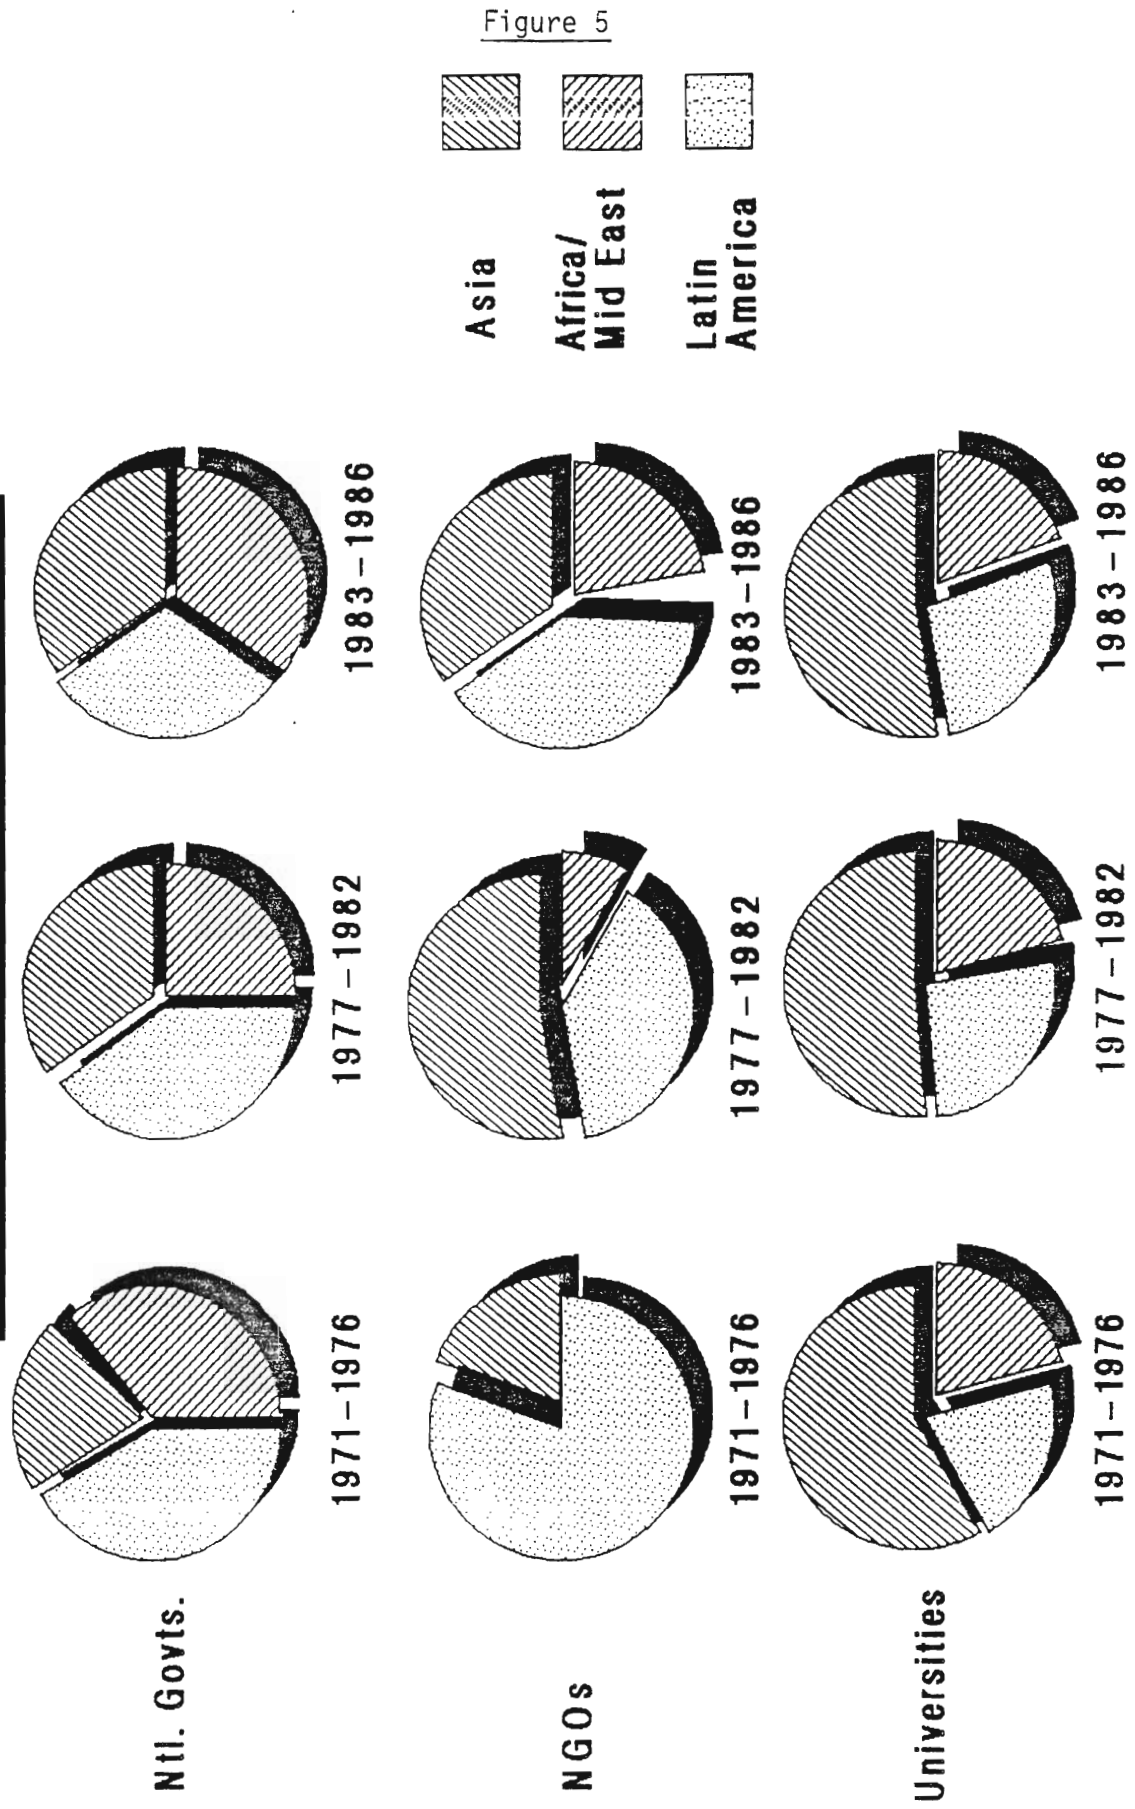 Figure 5
Ntl. Govts.
1971-1976
1977-1982
1983-1986
NGOs
1971-1976
1977-1982
1983-1986
Universities
1971-1976
1977-1982
1983-1986
Asia
Africa/
Mid East
Latin
America